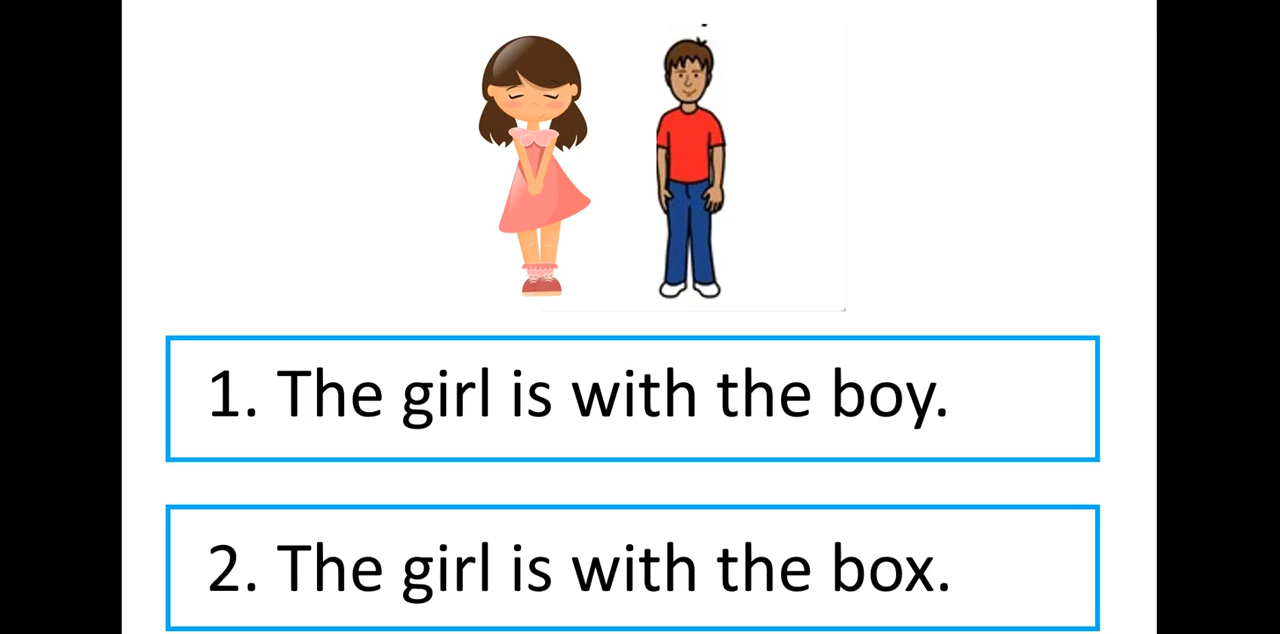 1. The girl is with the boy.
2. The girl is with the box.